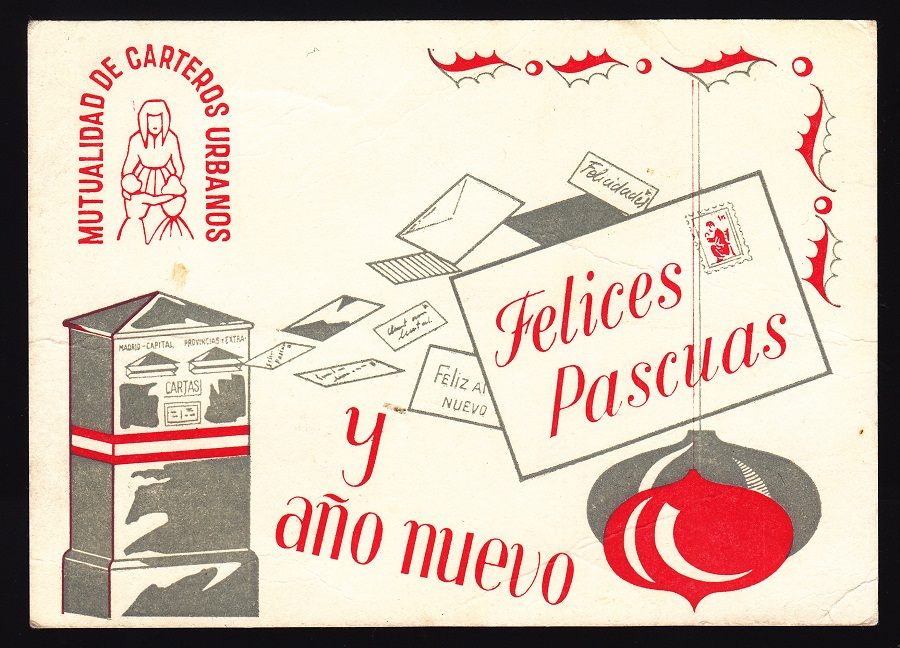 MUTUALIDAD DE CARTEROS URBANOS
Felicidades
Felices
Pascuas
FELIZ A
NUEVO
MADRID-CAPITAL PROVINCIAS Y EXTRA-
CARTAS
y
año nuevo